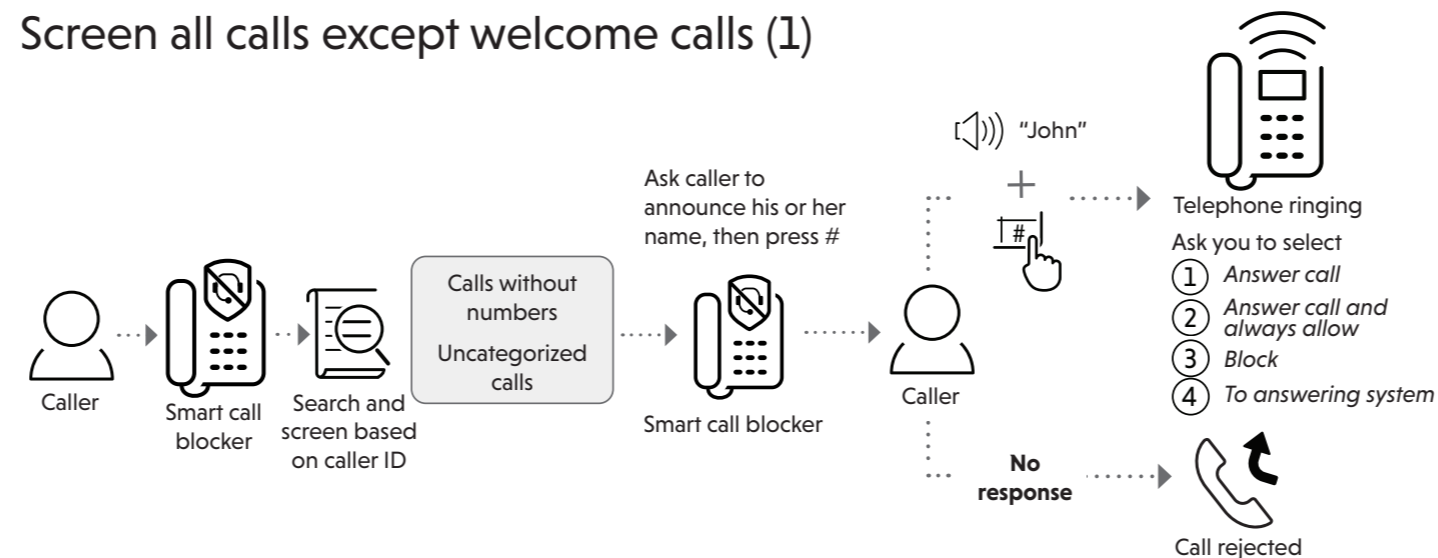 Screen all calls except welcome calls (1)
Caller
Smart call
blocker
Search and
screen based
on caller ID
Calls without
numbers
Uncategorized
calls
Ask caller to
announce his or her
name, then press #
Smart call blocker
Caller
“John”
+
#
Telephone ringing
Ask you to select
1 Answer call
2 Answer call and
always allow
3 Block
4 To answering system
No
response
Call rejected